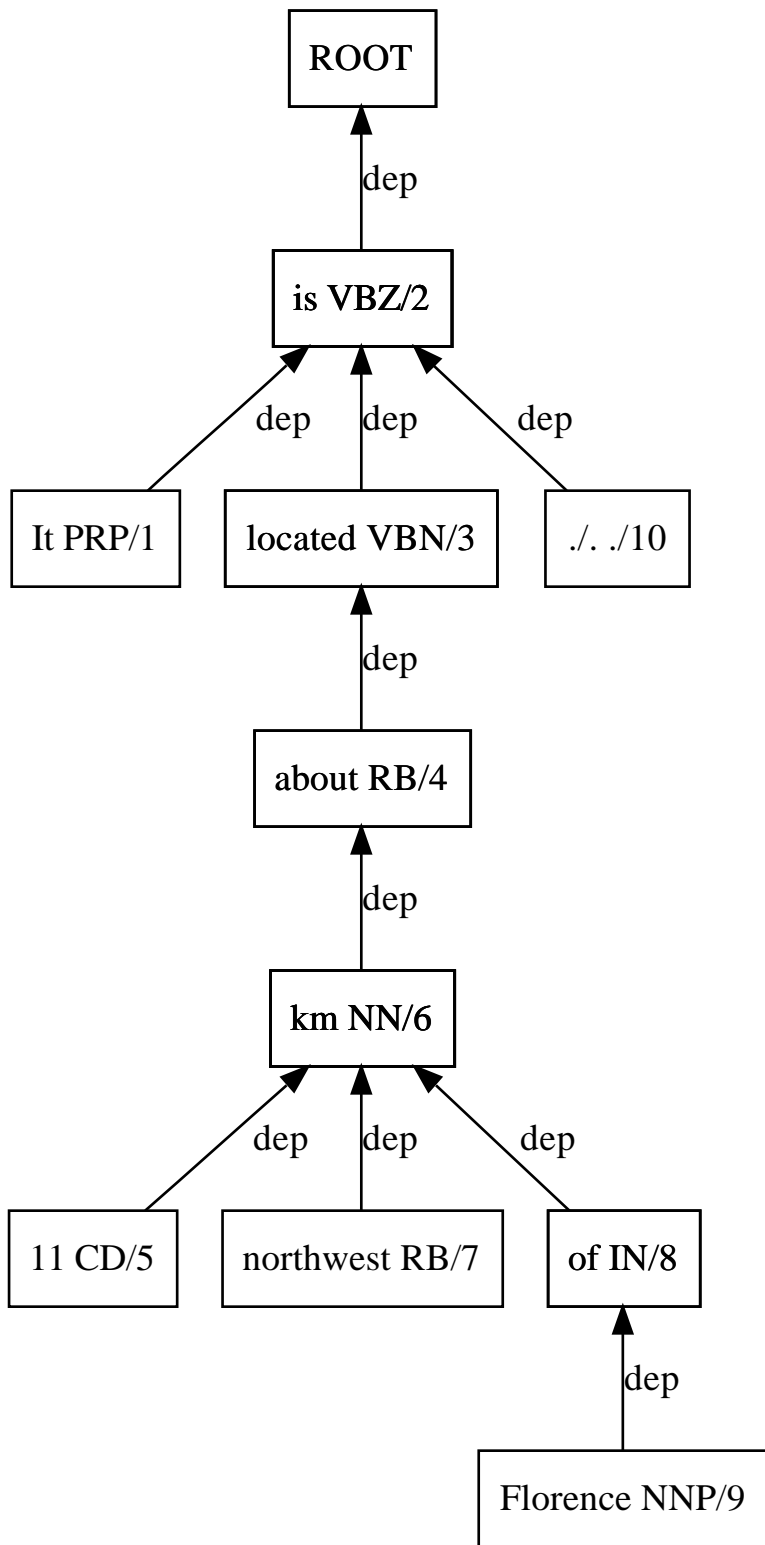 ROOT
dep
is VBZ/2
dep dep dep
It PRP/1 located VBN/3 ./. ./10
dep
about RB/4
dep
km NN/6
dep dep dep
11 CD/5 northwest RB/7 of IN/8
dep
Florence NNP/9